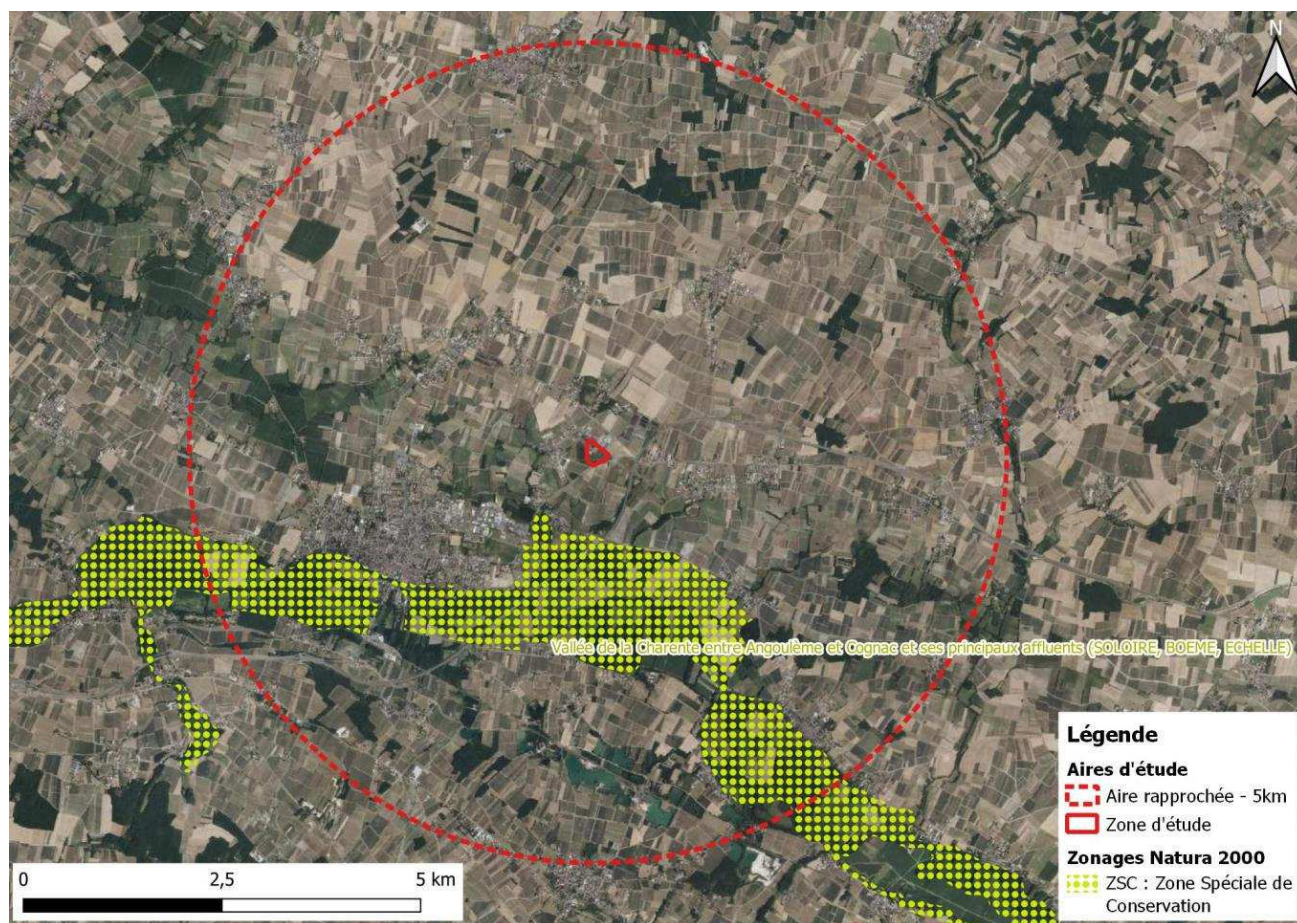 N
Vallée de la Charente entre Angoulême et Cognac et ses principaux affluents (SOLOIRE, BOEME, ECHELLE)
Légende
Aires d'étude
Aire rapprochée - 5km
Zone d'étude
Zonages Natura 2000
ZSC : Zone Spéciale de
Conservation
0 2,5 5 km